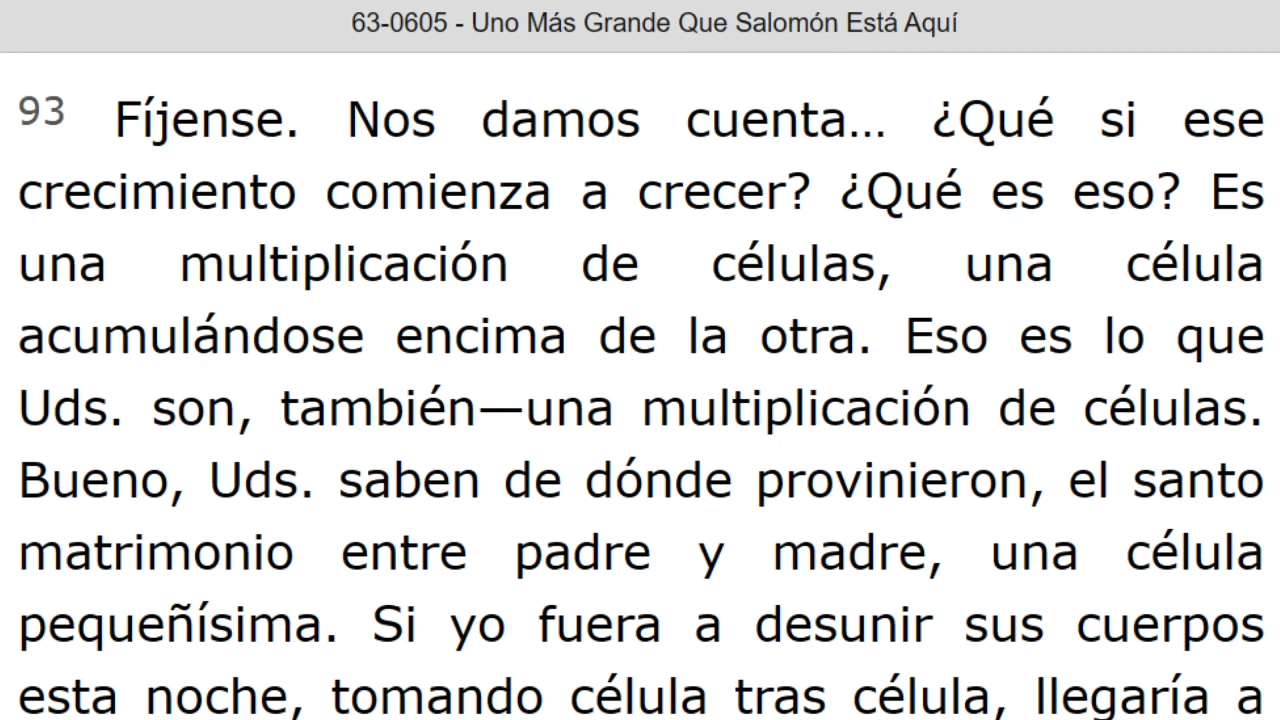 63-0605 - Uno Más Grande Que Salomón Está Aquí
93 Fíjense. Nos damos cuenta… ¿Qué si ese
crecimiento comienza a crecer? ¿Qué es eso? Es
una multiplicación de células, una célula
acumulándose encima de la otra. Eso es lo que
Uds. son, también—una multiplicación de células.
Bueno, Uds. saben de dónde provinieron, el santo
matrimonio entre padre y madre, una célula
pequeñísima. Si yo fuera a desunir sus cuerpos
esta noche, tomando célula tras célula, llegaría a